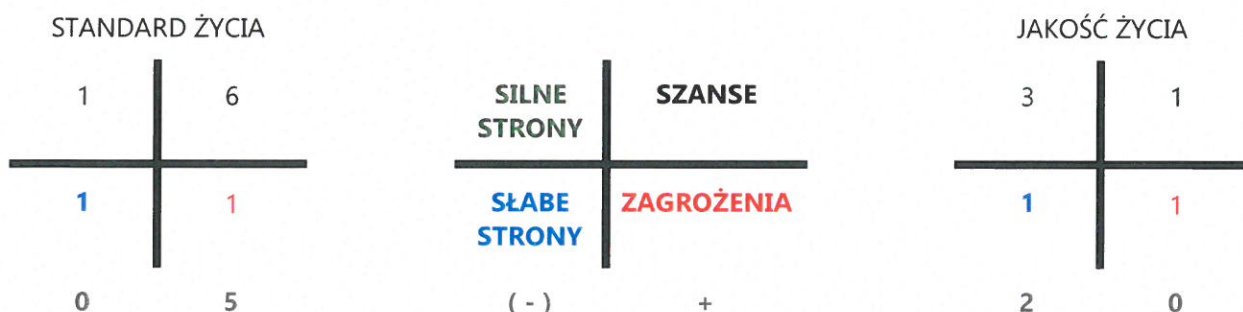 STANDARD ŻYCIA
1 6
1 1
0 5
SILNE STRONY
SZANSE
SŁABE STRONY
ZAGROŻENIA
( - ) +
JAKOŚĆ ŻYCIA
3 1
1 1
2 0